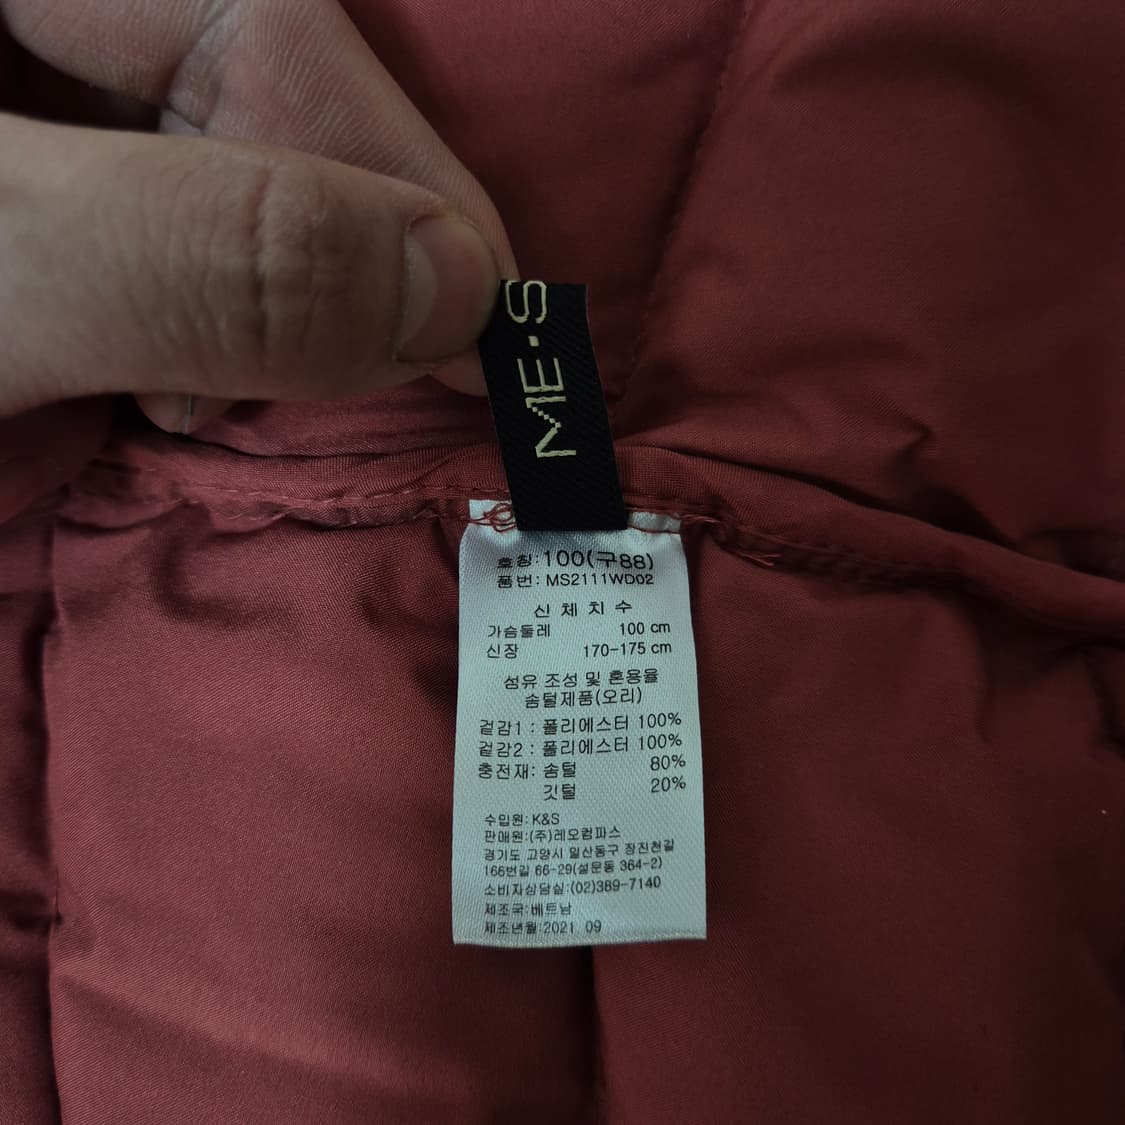 ME·S
호칭:100(구88)
품번: MS2111WD02
신 체 치 수
가슴둘레 100 cm
신장 170-175 cm
섬유 조성 및 혼용율
솜털제품(오리)
겉감1 : 폴리에스터 100%
겉감2 : 폴리에스터 100%
충전재: 솜털 80%
깃털 20%
수입원: K&S
판매원:(주)레오컴파스
경기도 고양시 일산동구 장진천길
166번길 66-29(설문동 364-2)
소비자상담실:(02)389-7140
제조국:베트남
제조년월:2021 09